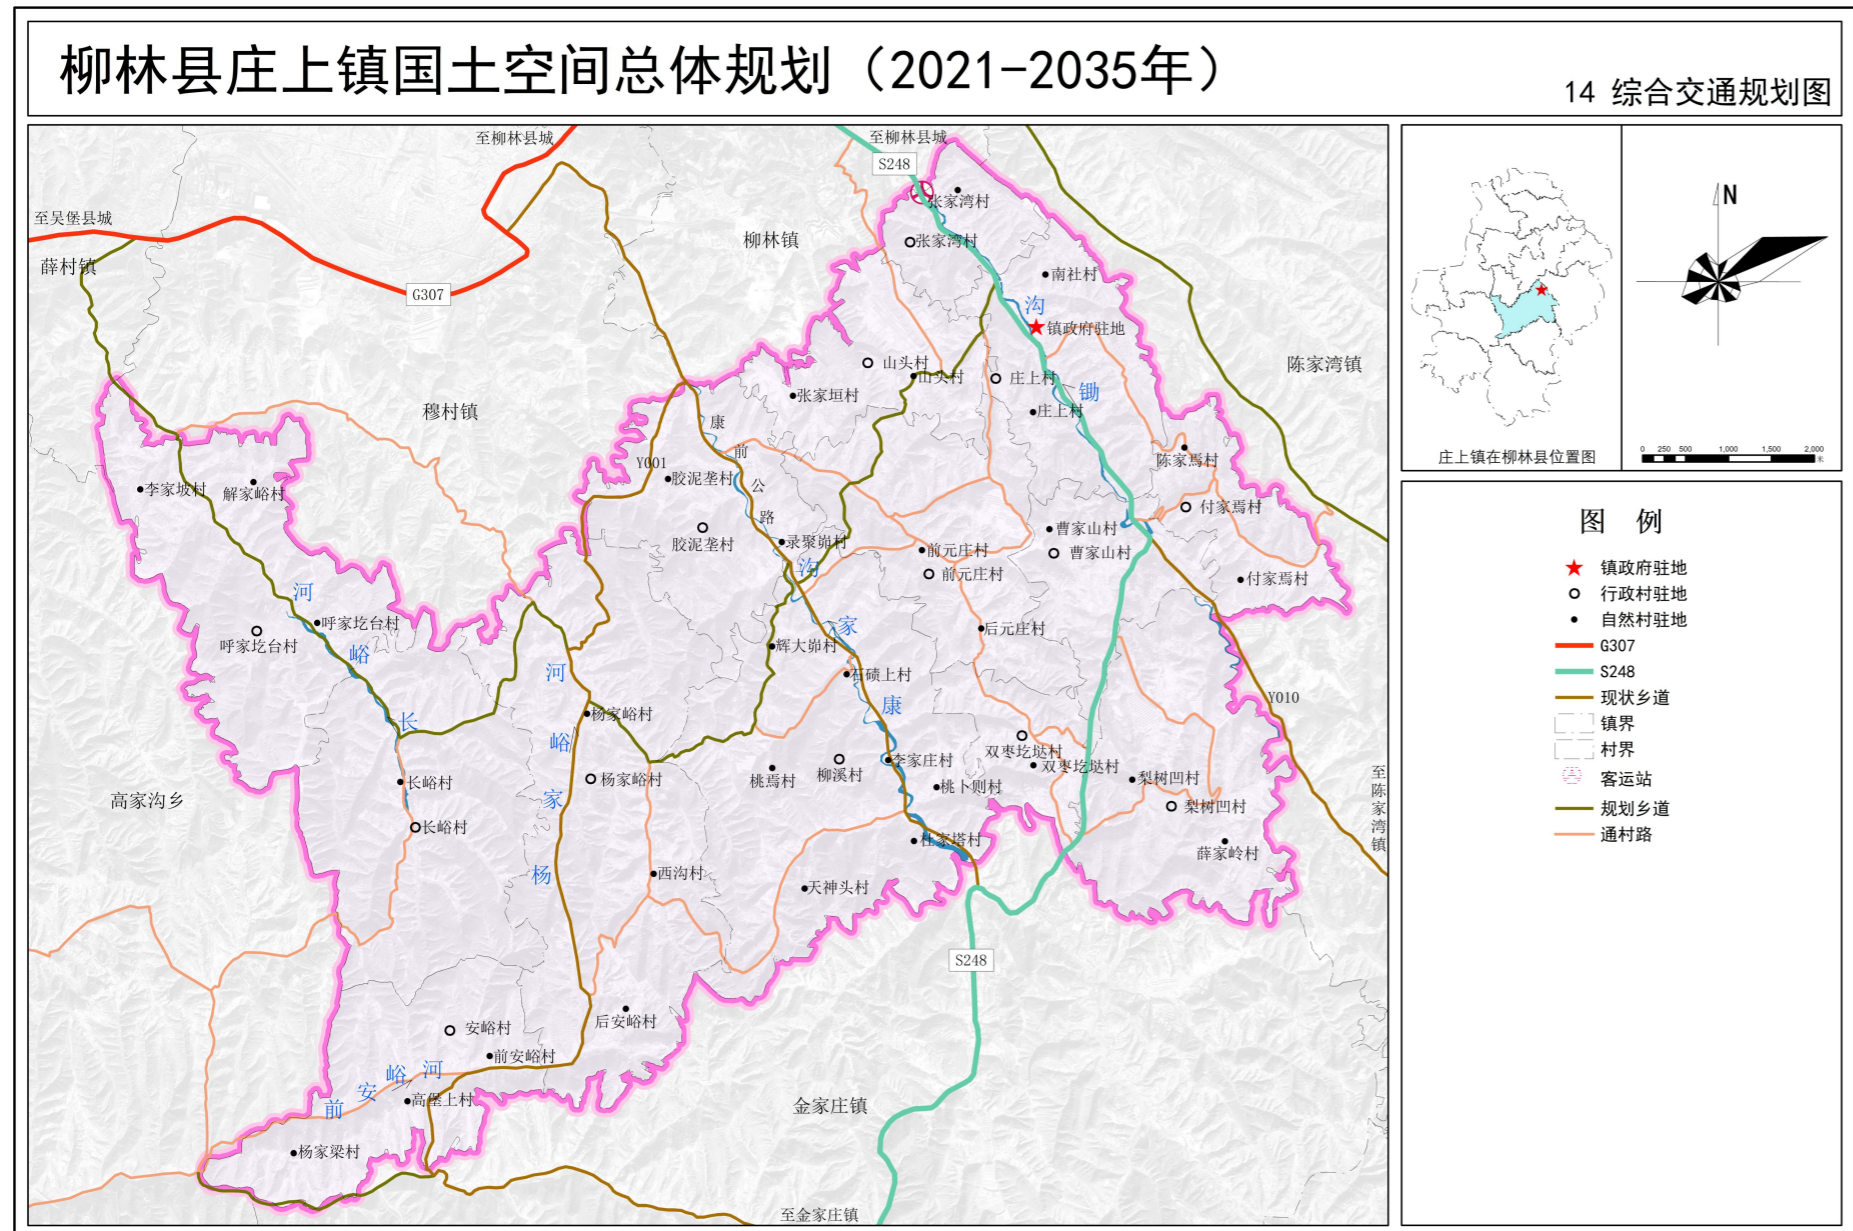 柳林县庄上镇国土空间总体规划（2021-2035年）
14 综合交通规划图
至柳林县城
至柳林县城
S248
至吴堡县城
薛村镇
G307
柳林镇
穆村镇
陈家湾镇
高家沟乡
金家庄镇
张家湾村
张家湾村
南社村
沟
镇政府驻地
锄
山头村
山头村
庄上村
庄上村
张家垣村
康
前
公
路
Y001
胶泥垄村
胶泥垄村
录聚峁村
陈家焉村
付家焉村
付家焉村
曹家山村
曹家山村
前元庄村
前元庄村
后元庄村
李家坡村
解家峪村
河
呼家圪台村
呼家圪台村
峪
长
长峪村
长峪村
沟
家
康
辉大峁村
石碛上村
河
峪
家
杨
杨家峪村
杨家峪村
桃焉村
柳溪村
李家庄村
桃卜则村
双枣圪垯村
双枣圪垯村
梨树凹村
梨树凹村
薛家岭村
Y010
至陈家湾镇
杜家塔村
天神头村
西沟村
S248
后安峪村
安峪村
前安峪村
前
安
峪
河
高堡上村
杨家梁村
至金家庄镇
庄上镇在柳林县位置图
N
0 250 500 1,000 1,500 2,000
米
图 例
镇政府驻地
行政村驻地
自然村驻地
G307
S248
现状乡道
镇界
村界
客运站
规划乡道
通村路